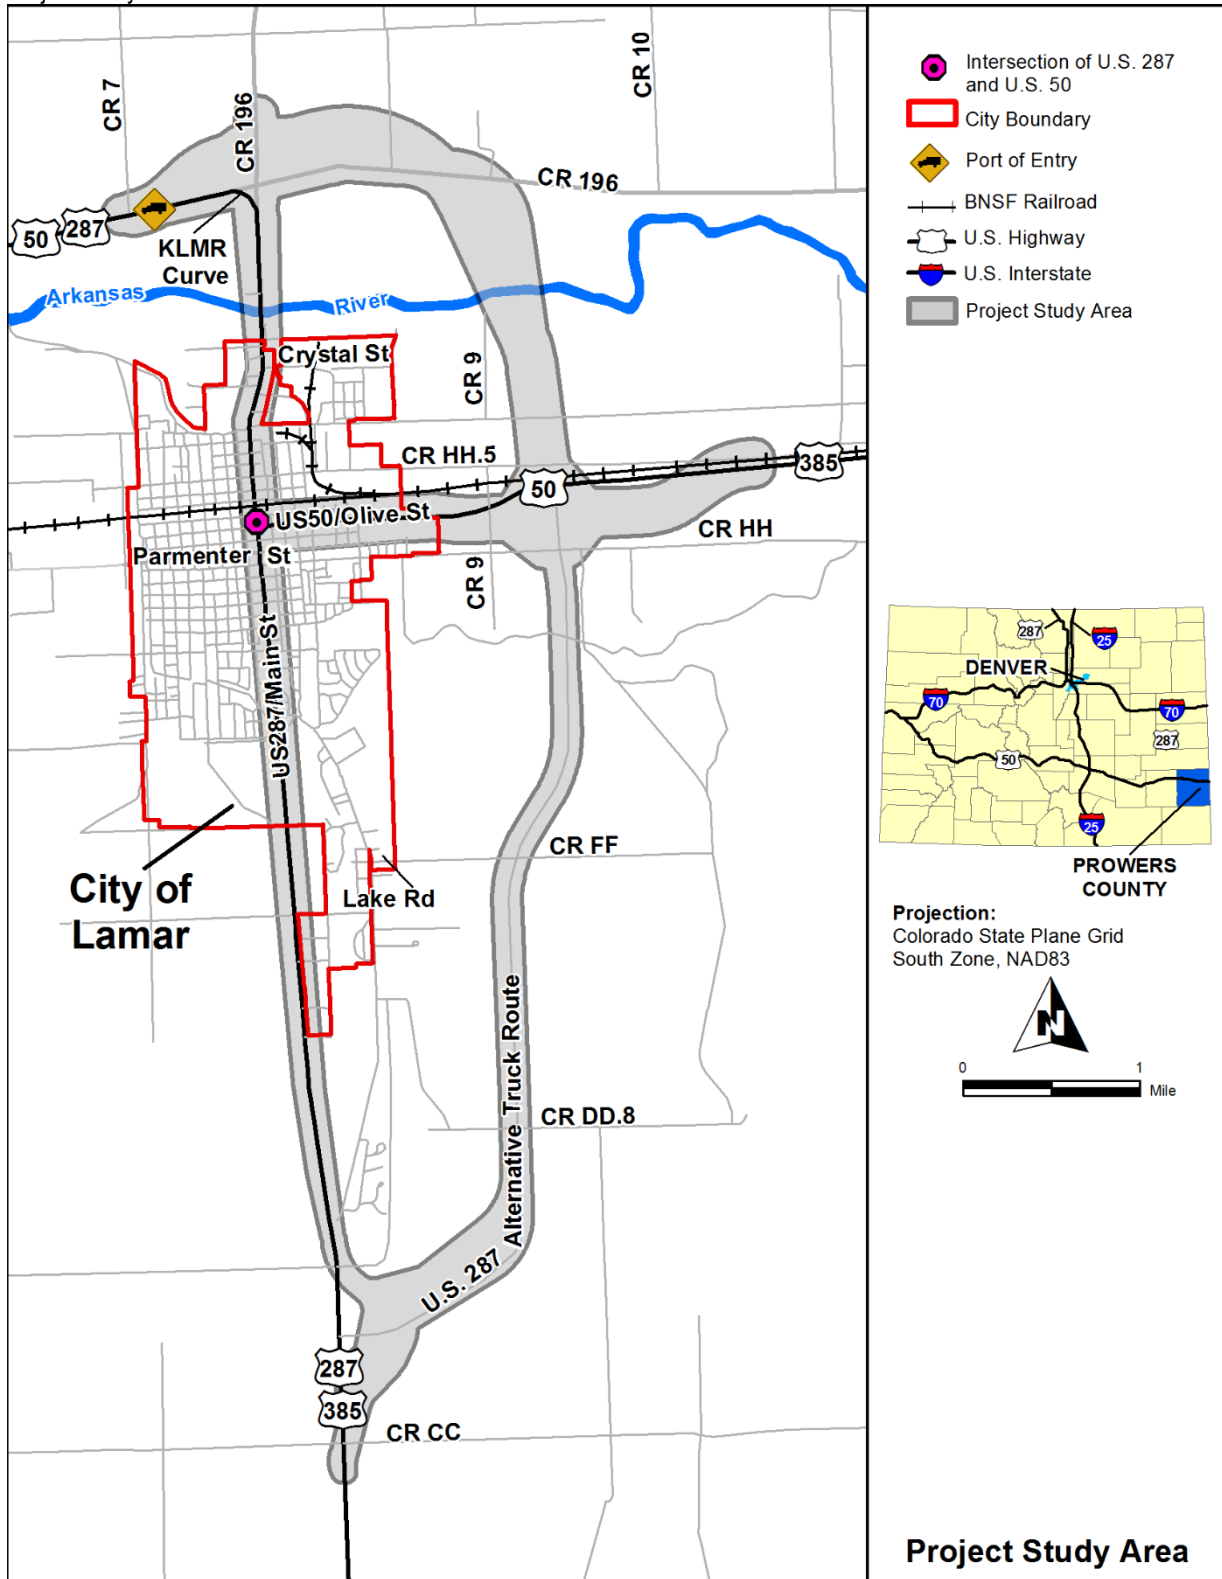 CR 7
CR 196
CR 10
CR 196
50
287
KLMR
Curve
Arkansas
River
Crystal St
CR 9
CR HH.5
385
50
US50/Olive St
CR HH
Parmenter St
CR 9
US287/Main St
CR FF
City of
Lamar
Lake Rd
Alternative Truck Route
CR DD.8
U.S. 287
287
385
CR CC
Intersection of U.S. 287
and U.S. 50
City Boundary
Port of Entry
BNSF Railroad
U.S. Highway
U.S. Interstate
Project Study Area
287
25
DENVER
70
70
287
50
25
PROWERS
COUNTY
Projection:
Colorado State Plane Grid
South Zone, NAD83
N
0 1
Mile
Project Study Area